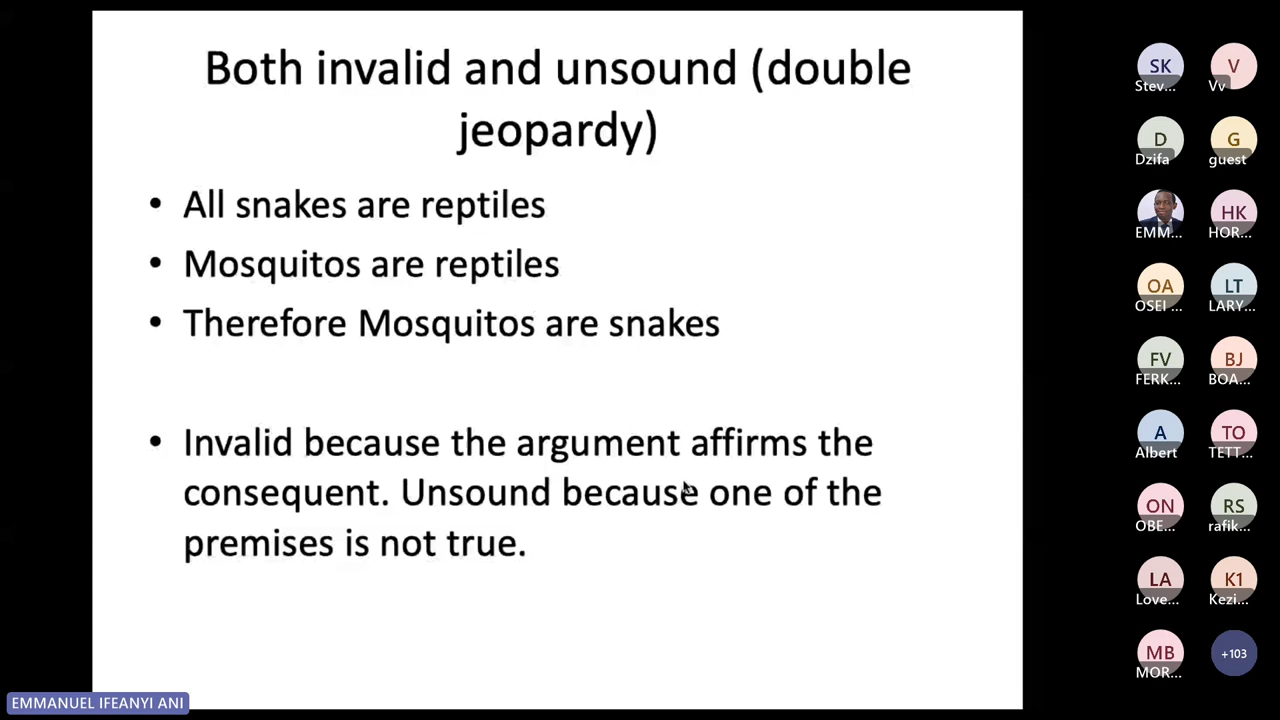 Both invalid and unsound (double
jeopardy)
• All snakes are reptiles
• Mosquitos are reptiles
• Therefore Mosquitos are snakes
• Invalid because the argument affirms the
consequent. Unsound because one of the
premises is not true.
SK
Stev...
V
Vv
D
Dzifa
G
guest
EMM...
HK
HOR...
OA
OSEI ...
LT
LARY...
FV
FERK...
BJ
BOA...
A
Albert
TO
TETT...
ON
OBE...
RS
rafik...
LA
Love...
K1
Kezi...
MB
MOR...
+103
EMMANUEL IFEANYI ANI